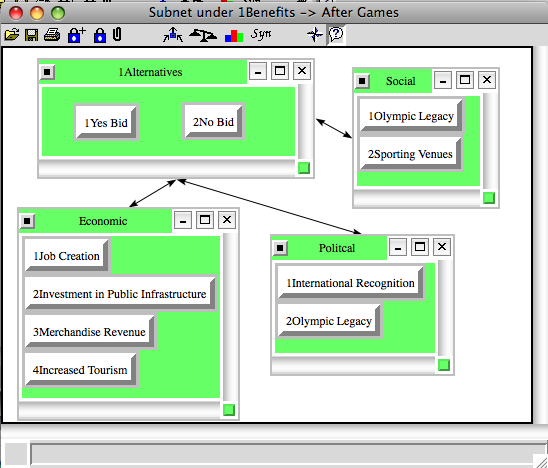 Subnet under 1Benefits -> After Games
Syn
1Alternatives
1Yes Bid
2No Bid
Social
1Olympic Legacy
2Sporting Venues
Economic
1Job Creation
2Investment in Public Infrastructure
3Merchandise Revenue
4Increased Tourism
Politcal
1International Recognition
2Olympic Legacy